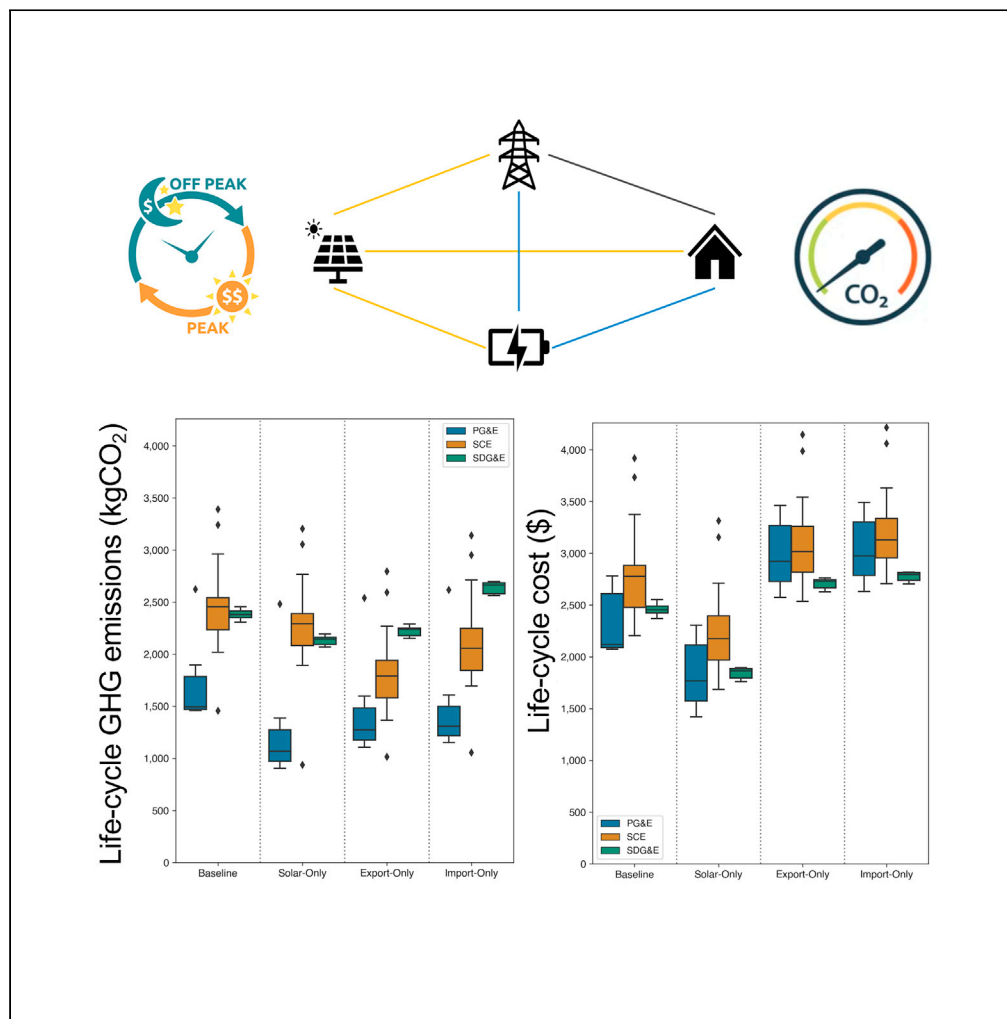 OFF PEAK
$
$$
PEAK
CO₂
Life-cycle GHG emissions (kgCO₂)
4,000
3,500
3,000
2,500
2,000
1,500
1,000
500
0
PG&E
SCE
SDG&E
Baseline
Solar-Only
Export-Only
Import-Only
Life-cycle cost ($)
4,000
3,500
3,000
2,500
2,000
1,500
1,000
500
0
PG&E
SCE
SDG&E
Baseline
Solar-Only
Export-Only
Import-Only